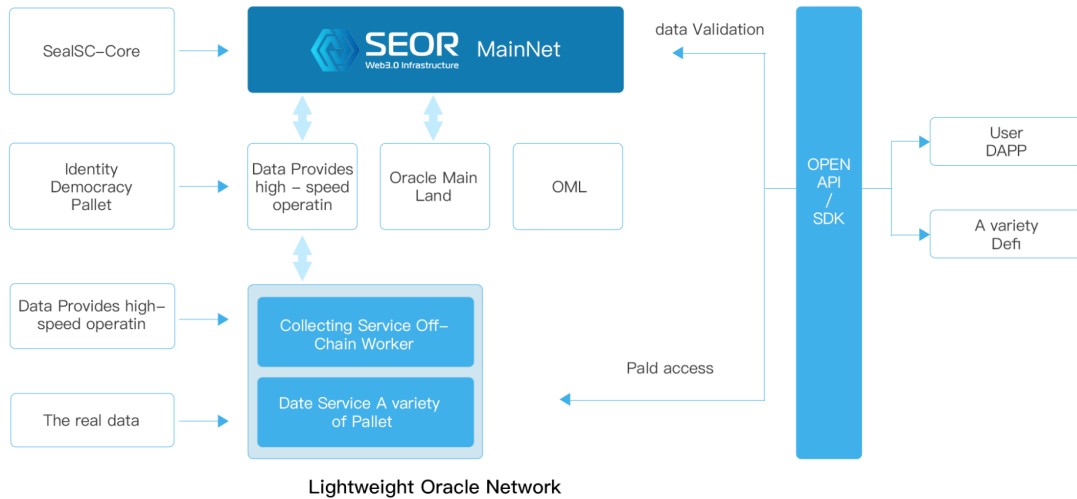 SealSC-Core
SEOR
Web3.0 Infrastructure
MainNet
data Validation
Identity
Democracy
Pallet
Data Provides
high - speed
operatin
Oracle Main
Land
OML
OPEN
API
/
SDK
User
DAPP
A variety
Defi
Data Provides high-
speed operatin
Collecting Service Off-
Chain Worker
Pald access
The real data
Date Service A variety
of Pallet
Lightweight Oracle Network